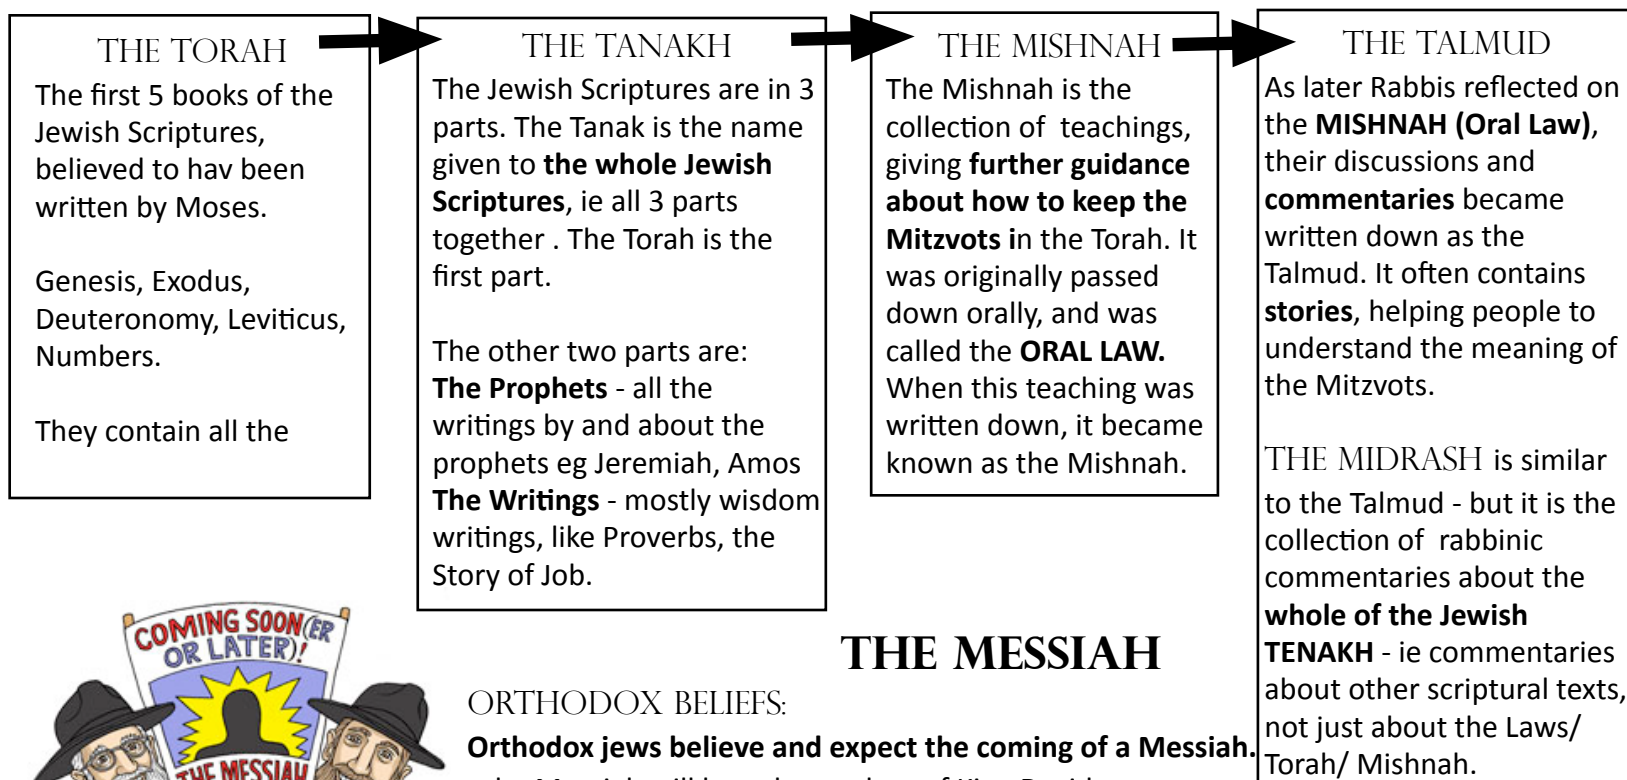 THE TORAH
The first 5 books of the
Jewish Scriptures,
believed to hav been
written by Moses.
Genesis, Exodus,
Deuteronomy, Leviticus,
Numbers.
They contain all the
THE TANAKH
The Jewish Scriptures are in 3
parts. The Tanak is the name
given to the whole Jewish
Scriptures, ie all 3 parts
together . The Torah is the
first part.
The other two parts are:
The Prophets - all the
writings by and about the
prophets eg Jeremiah, Amos
The Writings - mostly wisdom
writings, like Proverbs, the
Story of Job.
THE MISHNAH
The Mishnah is the
collection of teachings,
giving further guidance
about how to keep the
Mitzvots in the Torah. It
was originally passed
down orally, and was
called the ORAL LAW.
When this teaching was
written down, it became
known as the Mishnah.
THE TALMUD
As later Rabbis reflected on
the MISHNAH (Oral Law),
their discussions and
commentaries became
written down as the
Talmud. It often contains
stories, helping people to
understand the meaning of
the Mitzvots.
THE MIDRASH is similar
to the Talmud - but it is the
collection of rabbinic
commentaries about the
whole of the Jewish
TENAKH - ie commentaries
about other scriptural texts,
not just about the Laws/
Torah/ Mishnah.
COMING SOON(ER
OR LATER)!
THE MESSIAH
THE MESSIAH
ORTHODOX BELIEFS:
Orthodox jews believe and expect the coming of a Messiah.